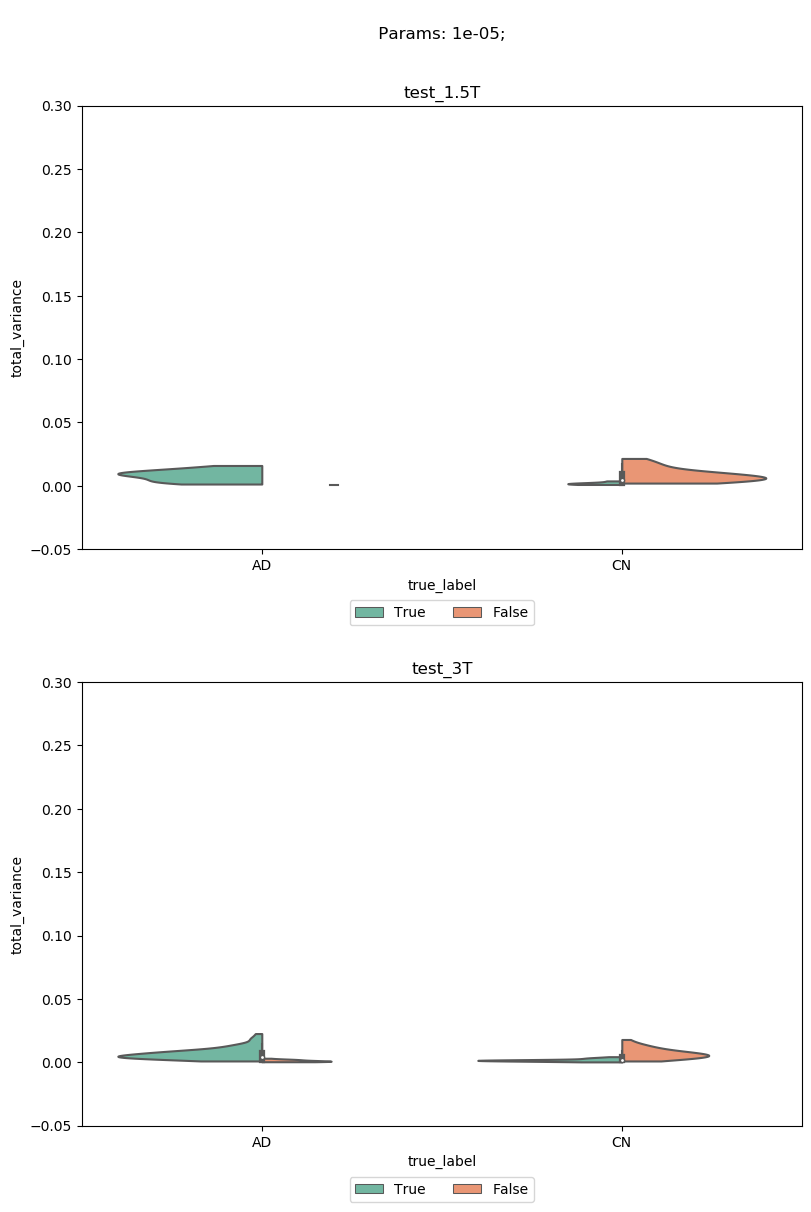 Params: 1e-05;
test_1.5T
0.30
0.25
0.20
0.15
0.10
0.05
0.00
−0.05
total_variance
AD CN
true_label
True False
test_3T
0.30
0.25
0.20
0.15
0.10
0.05
0.00
−0.05
total_variance
AD CN
true_label
True False